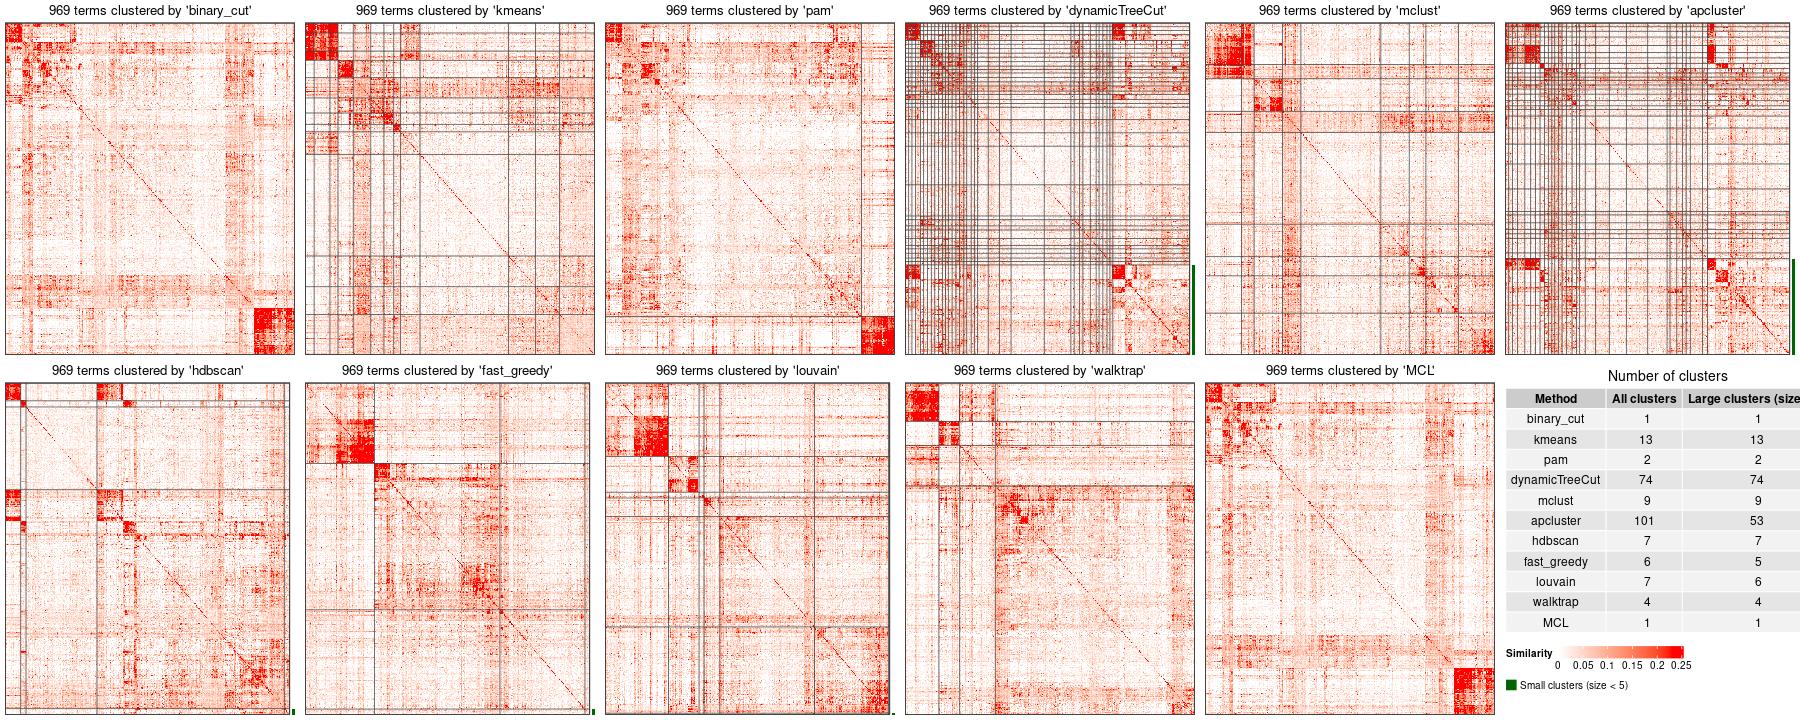 969 terms clustered by 'binary_cut'
969 terms clustered by 'kmeans'
969 terms clustered by 'pam'
969 terms clustered by 'dynamicTreeCut'
969 terms clustered by 'mclust'
969 terms clustered by 'apcluster'
969 terms clustered by 'hdbscan'
969 terms clustered by 'fast_greedy'
969 terms clustered by 'louvain'
969 terms clustered by 'walktrap'
969 terms clustered by 'MCL'
Number of clusters
Method All clusters Large clusters (size
binary_cut 1 1
kmeans 13 13
pam 2 2
dynamicTreeCut 74 74
mclust 9 9
apcluster 101 53
hdbscan 7 7
fast_greedy 6 5
louvain 7 6
walktrap 4 4
MCL 1 1
Similarity
0 0.05 0.1 0.15 0.2 0.25
Small clusters (size < 5)